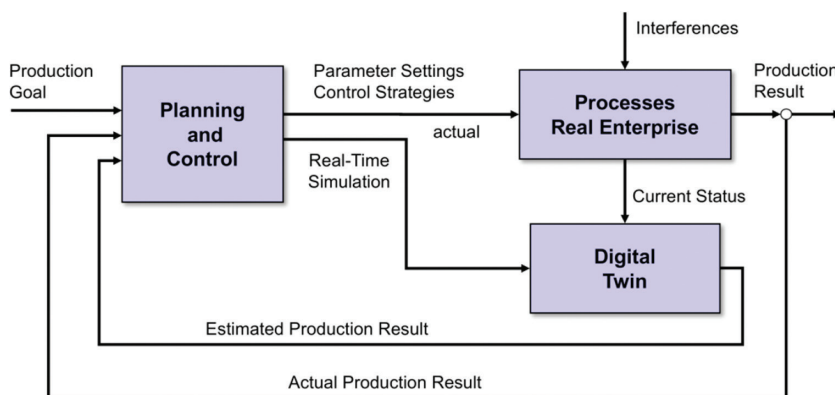 Interferences
Production
Goal
Parameter Settings
Control Strategies
Production
Result
Planning
and
Control
Processes
Real Enterprise
actual
Real-Time
Simulation
Current Status
Digital
Twin
Estimated Production Result
Actual Production Result